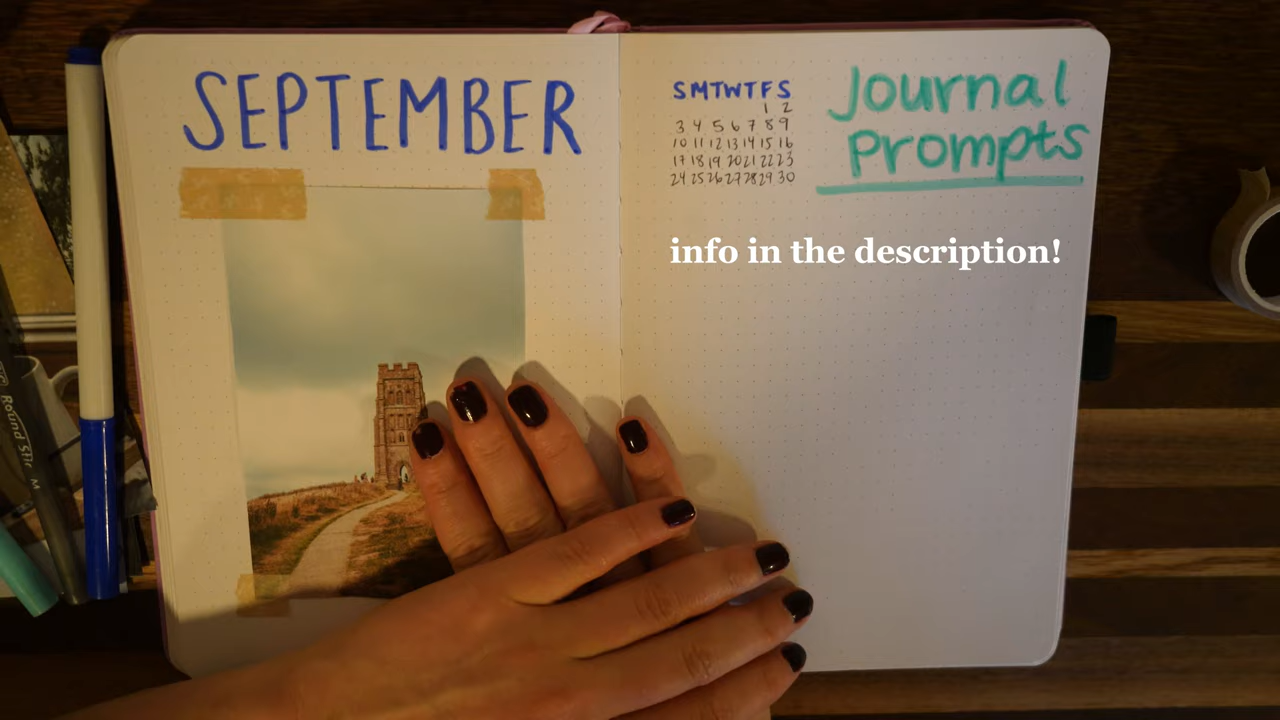 SEPTEMBER
SMTWTFS
1 2
3 4 5 6 7 8 9
10 11 12 13 14 15 16
17 18 19 20 21 22 23
24 25 26 27 28 29 30
Journal
Prompts
info in the description!
Round Stic M